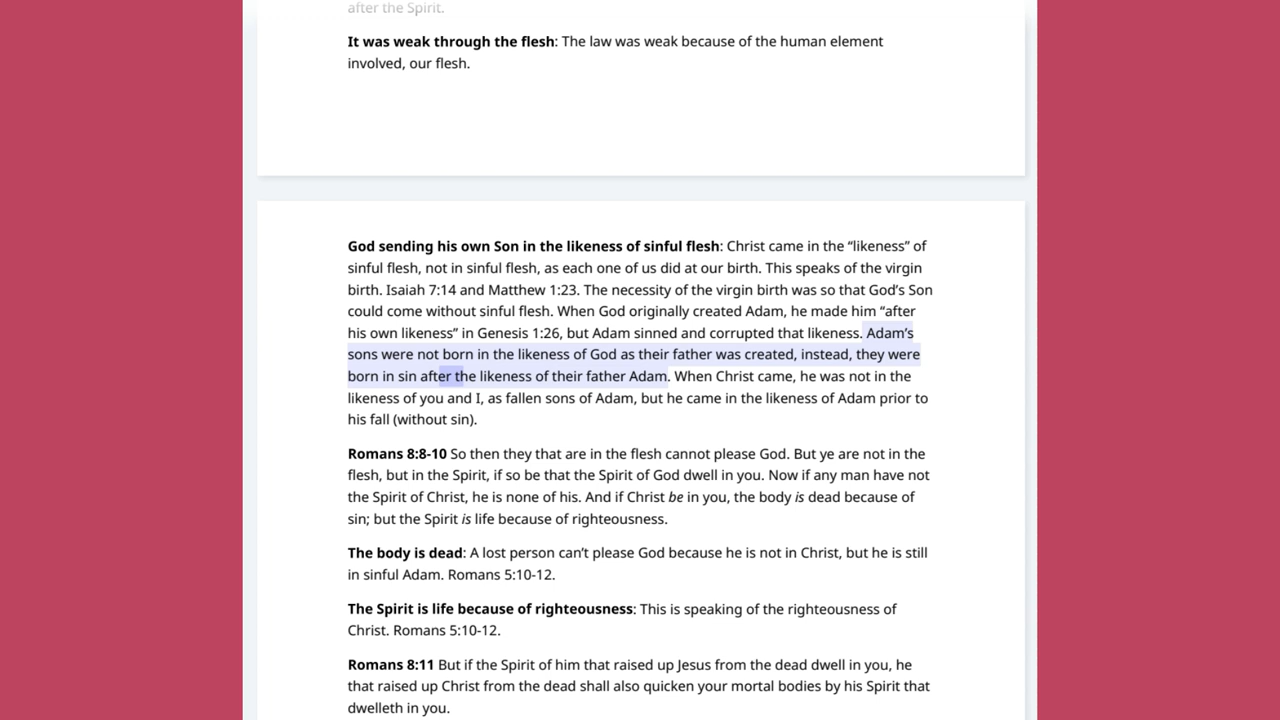 after the Spirit.
It was weak through the flesh: The law was weak because of the human element
involved, our flesh.
God sending his own Son in the likeness of sinful flesh: Christ came in the “likeness” of
sinful flesh, not in sinful flesh, as each one of us did at our birth. This speaks of the virgin
birth. Isaiah 7:14 and Matthew 1:23. The necessity of the virgin birth was so that God’s Son
could come without sinful flesh. When God originally created Adam, he made him “after
his own likeness” in Genesis 1:26, but Adam sinned and corrupted that likeness. Adam’s
sons were not born in the likeness of God as their father was created, instead, they were
born in sin after the likeness of their father Adam. When Christ came, he was not in the
likeness of you and I, as fallen sons of Adam, but he came in the likeness of Adam prior to
his fall (without sin).
Romans 8:8-10 So then they that are in the flesh cannot please God. But ye are not in the
flesh, but in the Spirit, if so be that the Spirit of God dwell in you. Now if any man have not
the Spirit of Christ, he is none of his. And if Christ be in you, the body is dead because of
sin; but the Spirit is life because of righteousness.
The body is dead: A lost person can’t please God because he is not in Christ, but he is still
in sinful Adam. Romans 5:10-12.
The Spirit is life because of righteousness: This is speaking of the righteousness of
Christ. Romans 5:10-12.
Romans 8:11 But if the Spirit of him that raised up Jesus from the dead dwell in you, he
that raised up Christ from the dead shall also quicken your mortal bodies by his Spirit that
dwelleth in you.